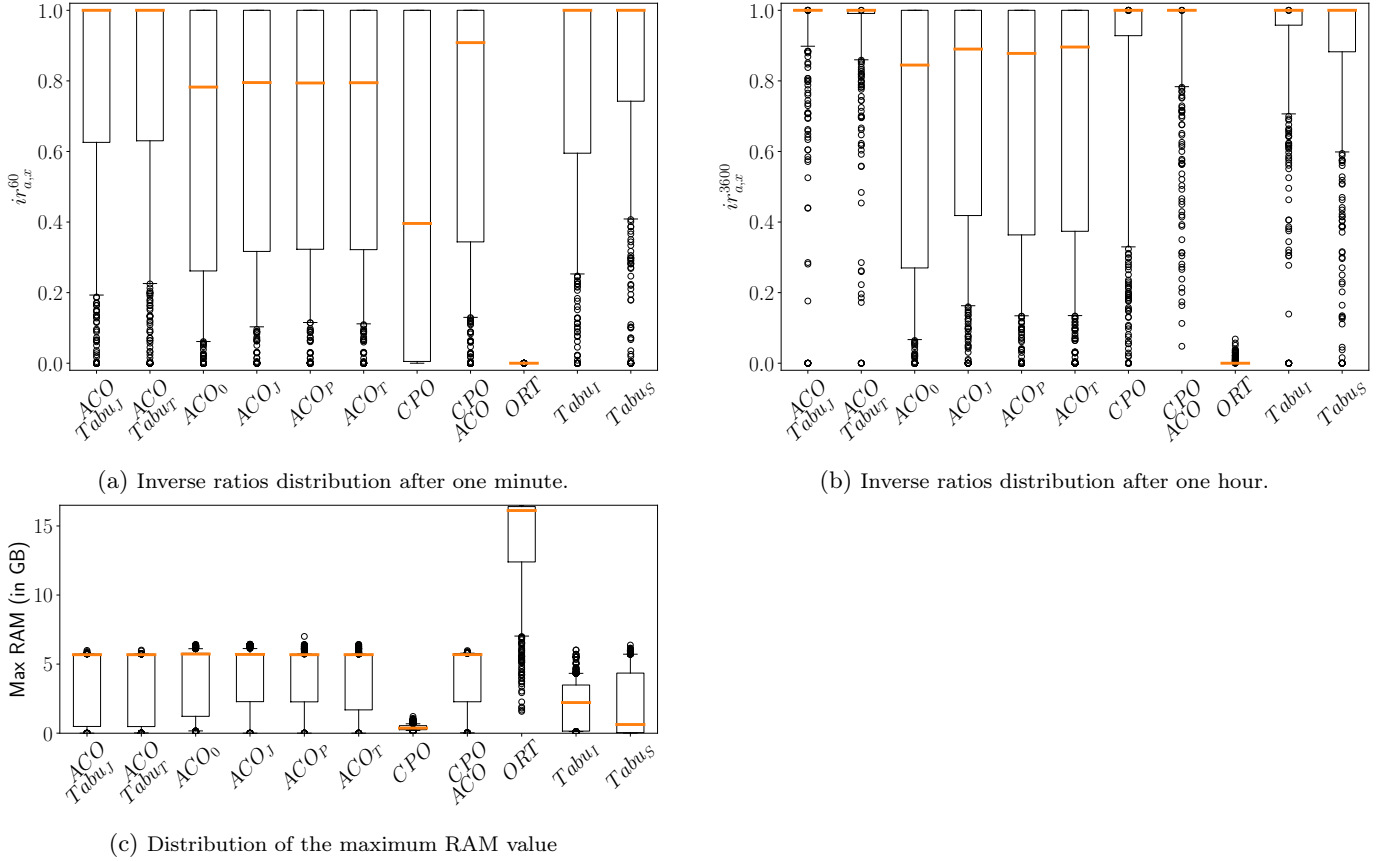 1.0
0.8
0.6
0.4
0.2
0.0
ir^{60}_{a,x}
ACO Tabu_J
ACO Tabu_T
ACO_0
ACO_J
ACO_P
ACO_T
CPO
CPO ACO
ORT
Tabu_I
Tabu_S
(a) Inverse ratios distribution after one minute.
1.0
0.8
0.6
0.4
0.2
0.0
ir^{3600}_{a,x}
ACO Tabu_J
ACO Tabu_T
ACO_0
ACO_J
ACO_P
ACO_T
CPO
CPO ACO
ORT
Tabu_I
Tabu_S
(b) Inverse ratios distribution after one hour.
15
10
5
0
Max RAM (in GB)
ACO Tabu_J
ACO Tabu_T
ACO_0
ACO_J
ACO_P
ACO_T
CPO
CPO ACO
ORT
Tabu_I
Tabu_S
(c) Distribution of the maximum RAM value